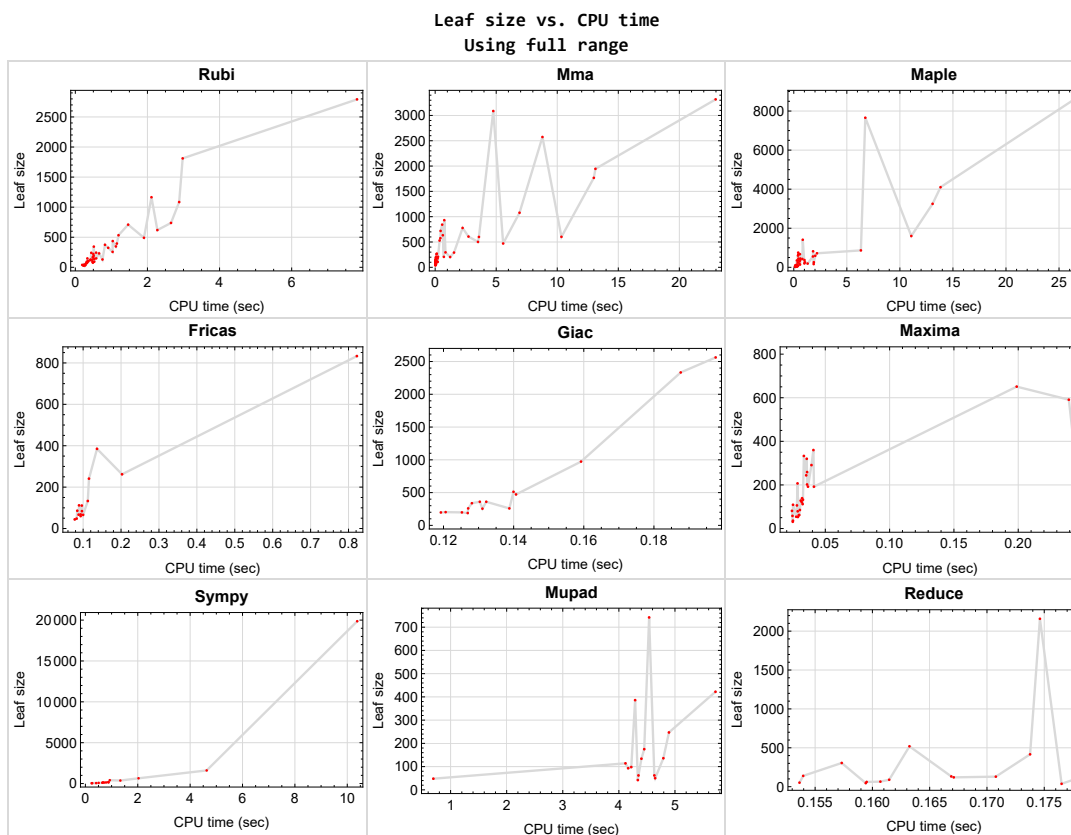 Leaf size vs. CPU time
Using full range
Rubi
Leaf size
2500
2000
1500
1000
500
0
0 2 4 6
CPU time (sec)
Mma
Leaf size
3000
2500
2000
1500
1000
500
0
0 5 10 15 20
CPU time (sec)
Maple
Leaf size
8000
6000
4000
2000
0
0 5 10 15 20 25
CPU time (sec)
Fricas
Leaf size
800
600
400
200
0
0.1 0.2 0.3 0.4 0.5 0.6 0.7 0.8
CPU time (sec)
Giac
Leaf size
2500
2000
1500
1000
500
0
0.12 0.14 0.16 0.18 0.20
CPU time (sec)
Maxima
Leaf size
800
600
400
200
0
0.05 0.10 0.15 0.20
CPU time (sec)
Sympy
Leaf size
20000
15000
10000
5000
0
0 2 4 6 8 10
CPU time (sec)
Mupad
Leaf size
700
600
500
400
300
200
100
0
1 2 3 4 5
CPU time (sec)
Reduce
Leaf size
2000
1500
1000
500
0
0.155 0.160 0.165 0.170 0.175
CPU time (sec)